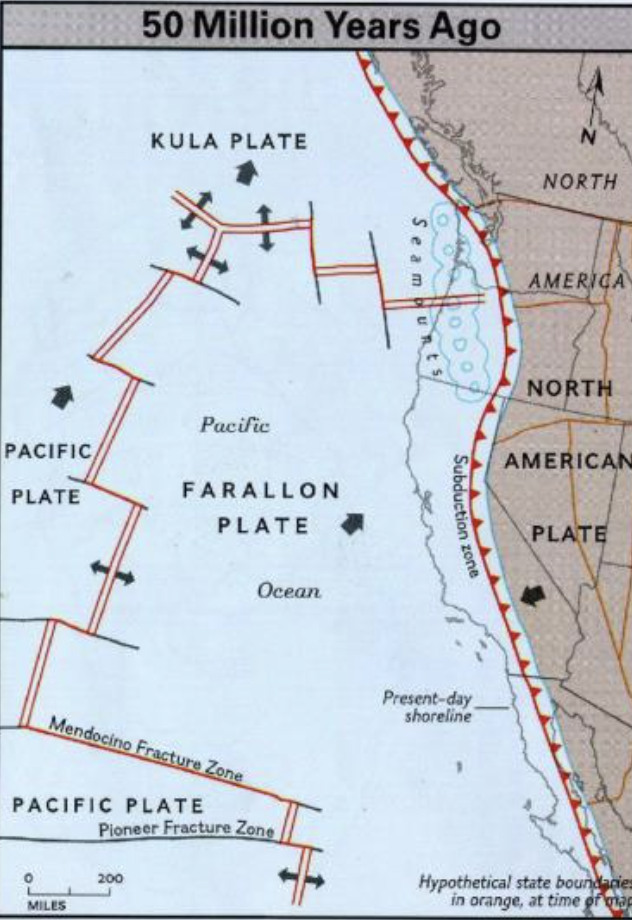 50 Million Years Ago
KULA PLATE
N
NORTH
AMERICA
Seamounts
NORTH
AMERICAN
PLATE
Pacific
PACIFIC
PLATE
FARALLON
PLATE
Subduction zone
Ocean
Present-day
shoreline
Mendocino Fracture Zone
PACIFIC PLATE
Pioneer Fracture Zone
0 200
MILES
Hypothetical state boundaries
in orange, at time of map